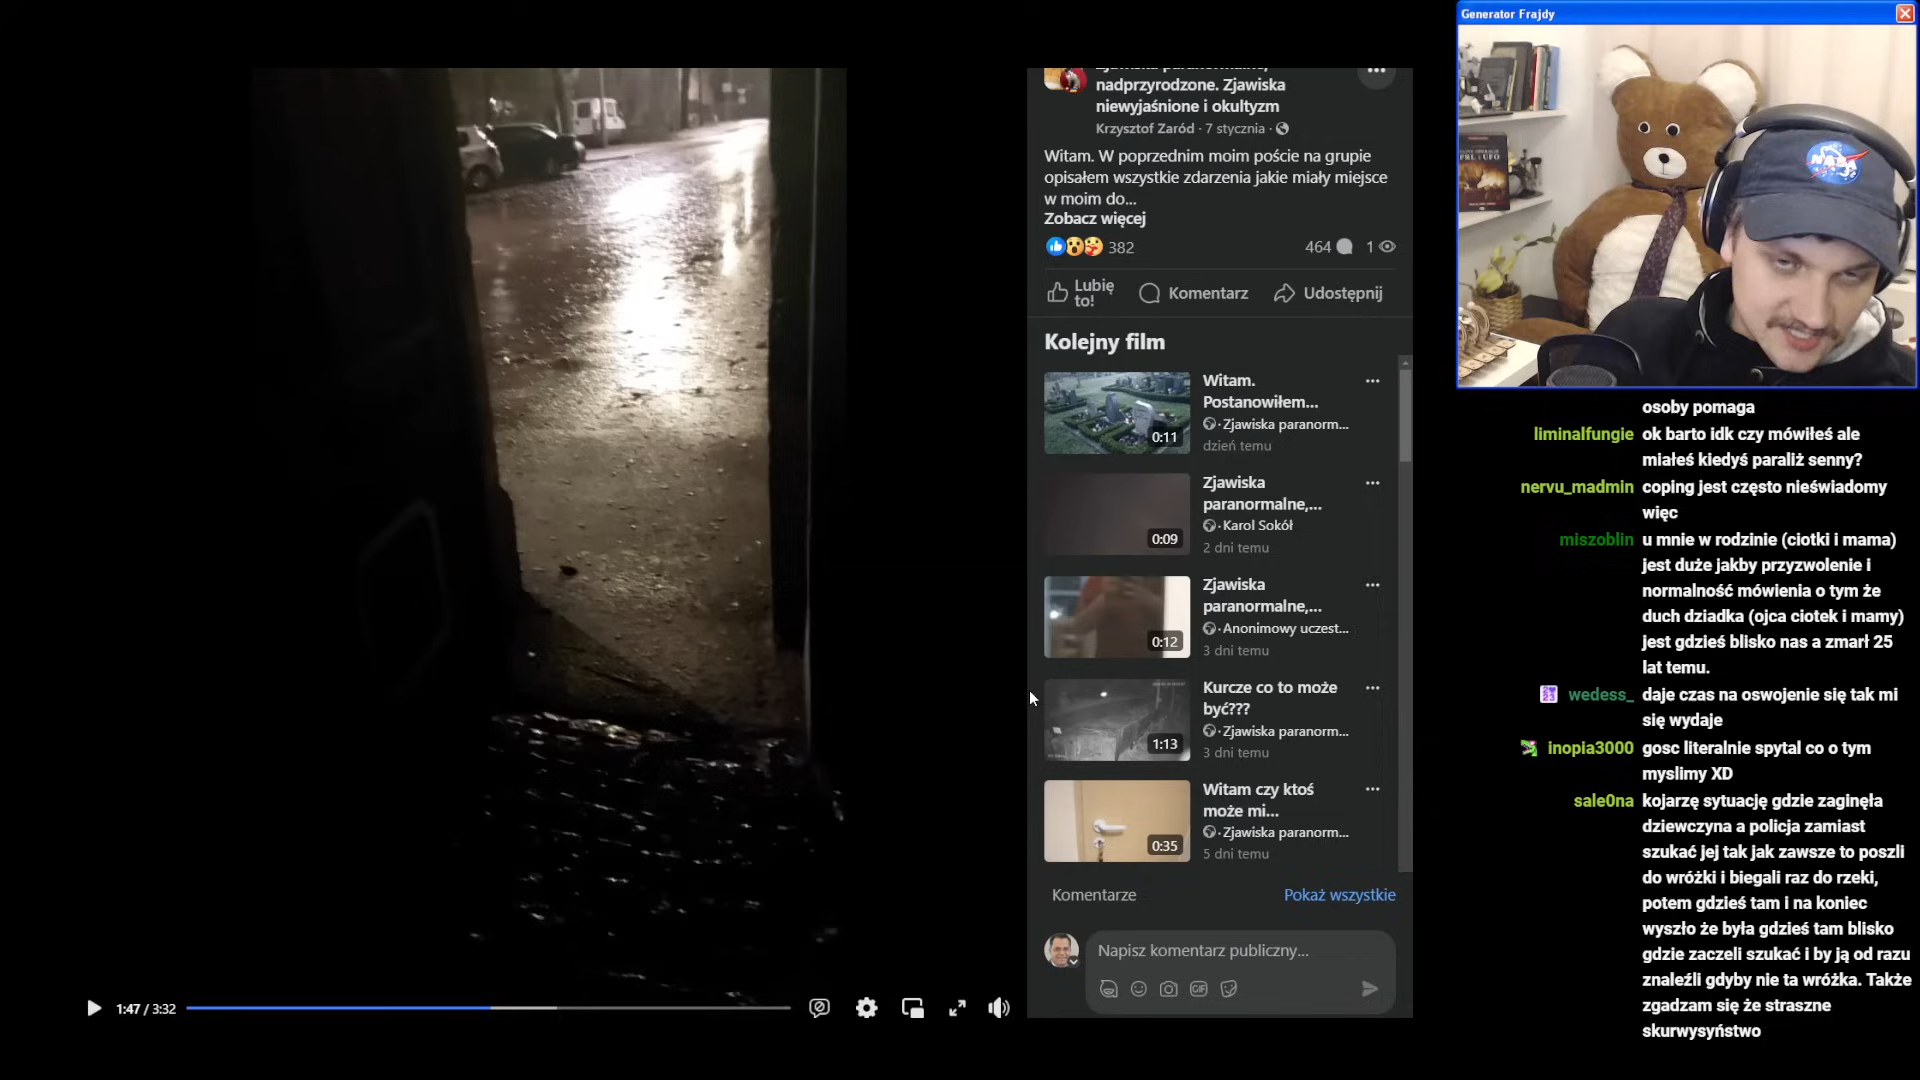 Generator Frajdy
nadprzyrodzone. Zjawiska
niewyjaśnione i okultyzm
Krzysztof Zaród · 7 stycznia ·
Witam. W poprzednim moim poście na grupie
opisałem wszystkie zdarzenia jakie miały miejsce
w moim do...
Zobacz więcej
382
464 1
Lubię
to!
Komentarz
Udostępnij
Kolejny film
Witam.
Postanowiłem...
· Zjawiska paranorm...
dzień temu
0:11
Zjawiska
paranormalne,...
· Karol Sokół
2 dni temu
0:09
Zjawiska
paranormalne,...
· Anonimowy uczest...
3 dni temu
0:12
Kurcze co to może
być???
· Zjawiska paranorm...
3 dni temu
1:13
Witam czy ktoś
może mi...
· Zjawiska paranorm...
5 dni temu
0:35
Komentarze
Pokaż wszystkie
Napisz komentarz publiczny...
GIF
1:47 / 3:32
NASA
PRL i UFO
osoby pomaga
liminalfungie ok barto idk czy mówiłeś ale
miałeś kiedyś paraliż senny?
nervu_madmin coping jest często nieświadomy
więc
miszoblin u mnie w rodzinie (ciotki i mama)
jest duże jakby przyzwolenie i
normalność mówienia o tym że
duch dziadka (ojca ciotek i mamy)
jest gdzieś blisko nas a zmarł 25
lat temu.
wedess_ daje czas na oswojenie się tak mi
się wydaje
inopia3000 gosc literalnie spytal co o tym
myslimy XD
sale0na kojarzę sytuację gdzie zaginęła
dziewczyna a policja zamiast
szukać jej tak jak zawsze to poszli
do wróżki i biegali raz do rzeki,
potem gdzieś tam i na koniec
wyszło że była gdzieś tam blisko
gdzie zaczeli szukać i by ją od razu
znaleźli gdyby nie ta wróżka. Także
zgadzam się że straszne
skurwysyństwo